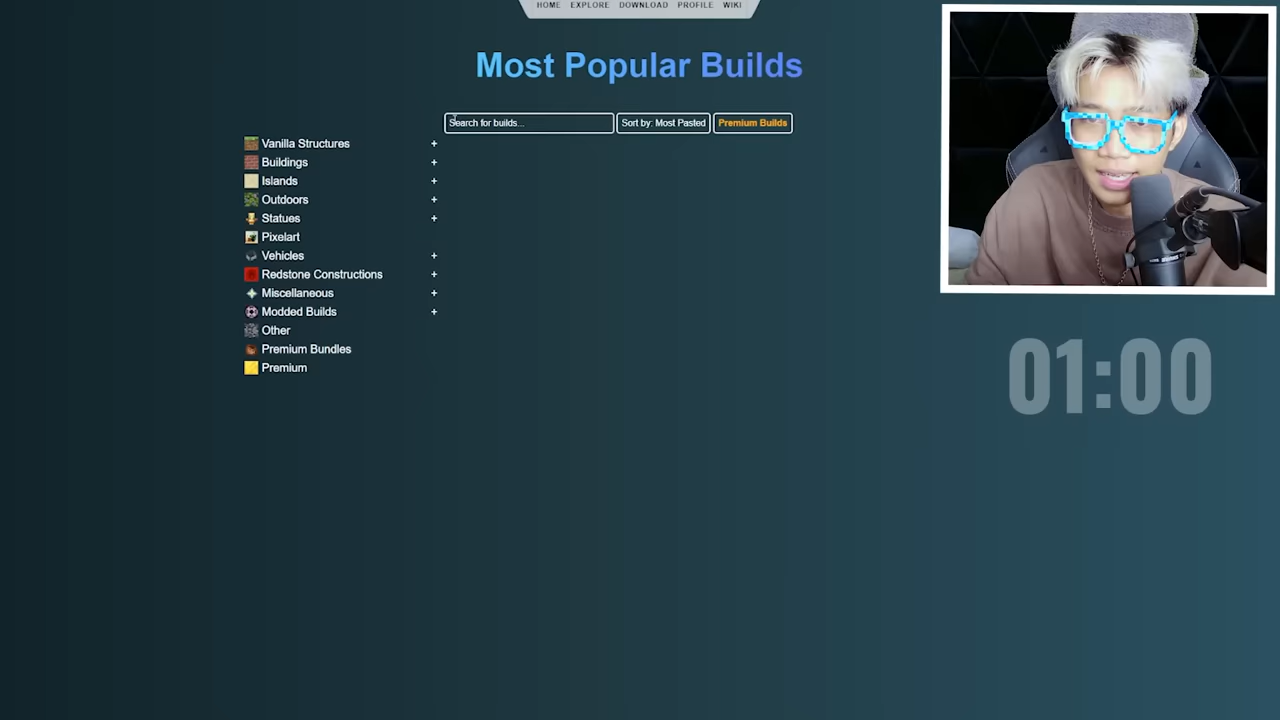 HOME EXPLORE DOWNLOAD PROFILE WIKI
Most Popular Builds
Search for builds... Sort by: Most Pasted Premium Builds
Vanilla Structures +
Buildings +
Islands +
Outdoors +
Statues +
Pixelart
Vehicles +
Redstone Constructions +
Miscellaneous +
Modded Builds +
Other
Premium Bundles
Premium
01:00